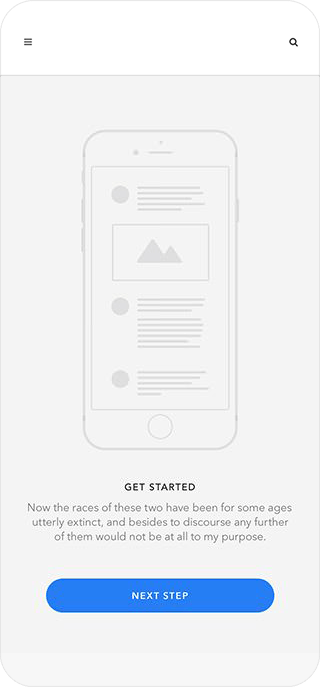 GET STARTED
Now the races of these two have been for some ages
utterly extinct, and besides to discourse any further
of them would not be at all to my purpose.
NEXT STEP